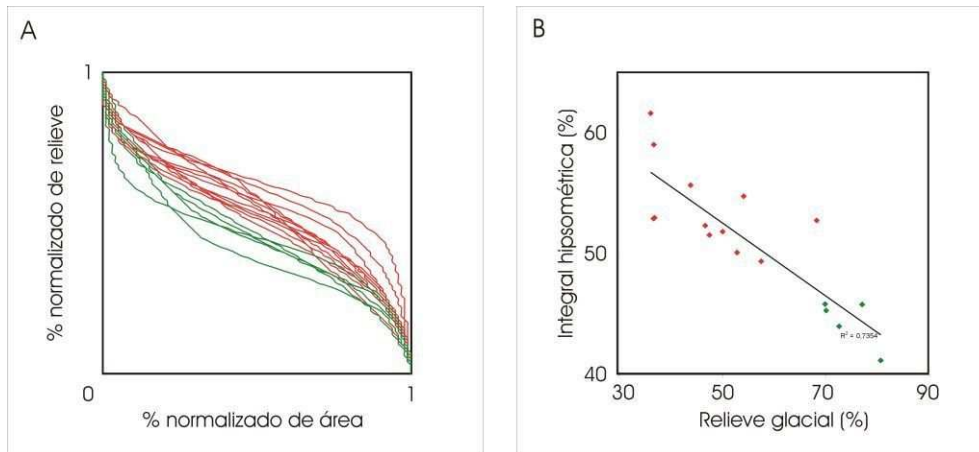 A
1
% normalizado de relieve
0
1
% normalizado de área
B
Integral hipsométrica (%)
60
50
40
R² = 0,7354
30
50
70
90
Relieve glacial (%)